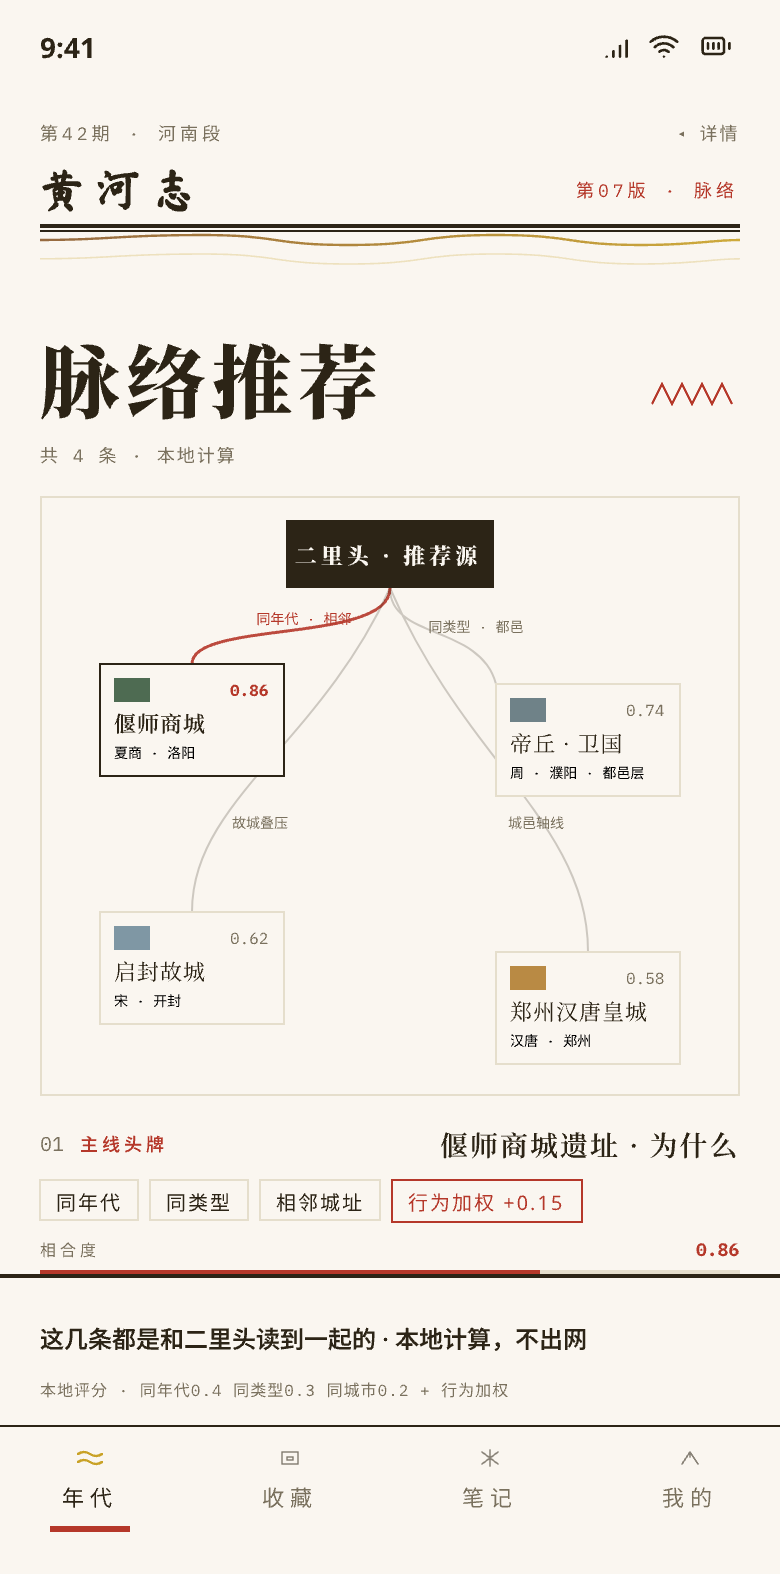 9:41
第42期 · 河南段
◂ 详情
黄河志
第07版 · 脉络
脉络推荐
共 4 条 · 本地计算
二里头 · 推荐源
同年代 · 相邻
同类型 · 都邑
0.86
偃师商城
夏商 · 洛阳
0.74
帝丘 · 卫国
周 · 濮阳 · 都邑层
故城叠压
城邑轴线
0.62
启封故城
宋 · 开封
0.58
郑州汉唐皇城
汉唐 · 郑州
01 主线头牌
偃师商城遗址 · 为什么
同年代
同类型
相邻城址
行为加权 +0.15
相合度
0.86
这几条都是和二里头读到一起的 · 本地计算，不出网
本地评分 · 同年代0.4 同类型0.3 同城市0.2 + 行为加权
年代
收藏
笔记
我的